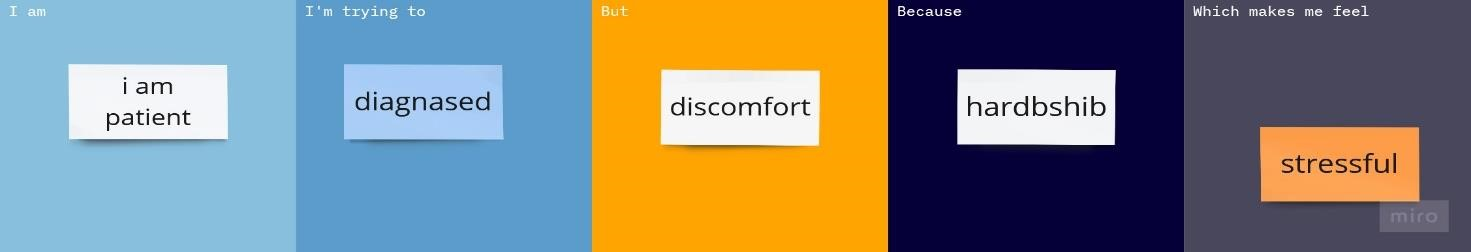 I am
I'm trying to
But
Because
Which makes me feel
i am
patient
diagnased
discomfort
hardbshib
stressful
miro